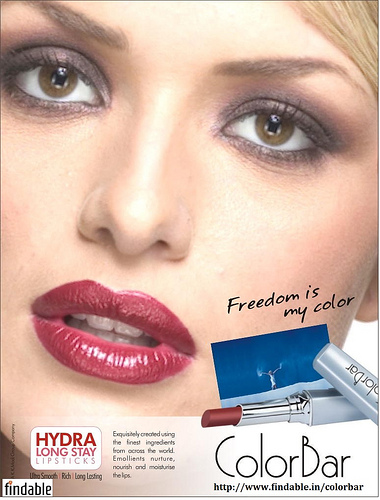 Freedom is
my color
ColorBar
HYDRA
LONG STAY
LIPSTICKS
Ultra Smooth Rich Long Lasting
Exquisitely created using
the finest ingredients
from across the world.
Emollients nurture,
nourish and moisturise
the lips.
ColorBar
findable
http://www.findable.in/colorbar